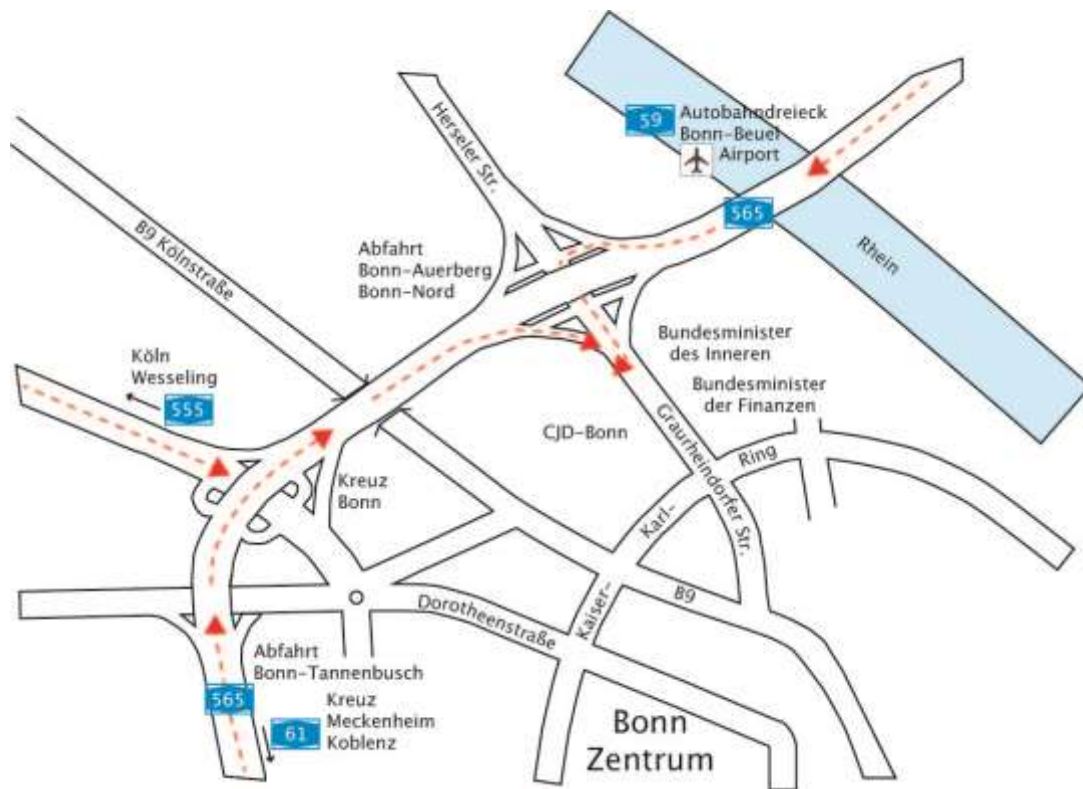 Herseler Str.
59
Autobahndreieck
Bonn-Beuel
Airport
565
Rhein
B9 Kölnstraße
Abfahrt
Bonn-Auerberg
Bonn-Nord
Köln
Wesseling
555
Bundesminister
des Inneren
Bundesminister
der Finanzen
CJD-Bonn
Graurheindorfer Str.
Kaiser-
Karl-
Ring
Kreuz
Bonn
B9
Dorotheenstraße
Abfahrt
Bonn-Tannenbusch
565
61
Kreuz
Meckenheim
Koblenz
Bonn
Zentrum